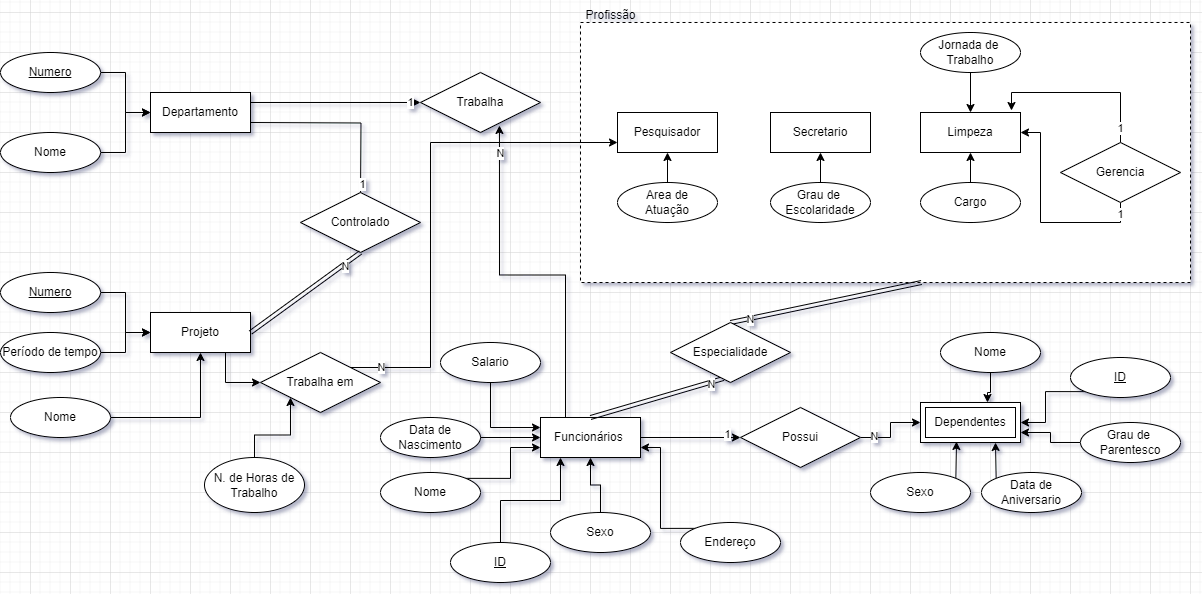 Profissão
Numero
Departamento
Nome
1
Trabalha
N
1
Controlado
N
Jornada de
Trabalho
Pesquisador
Secretario
Limpeza
1
Gerencia
1
Area de
Atuação
Grau de
Escolaridade
Cargo
Numero
Projeto
Período de tempo
Nome
Trabalha em
N
N. de Horas de
Trabalho
N
Especialidade
N
Salario
Data de
Nascimento
Nome
Funcionários
ID
Sexo
Endereço
1
Possui
N
Nome
ID
Dependentes
Grau de
Parentesco
Sexo
Data de
Aniversario